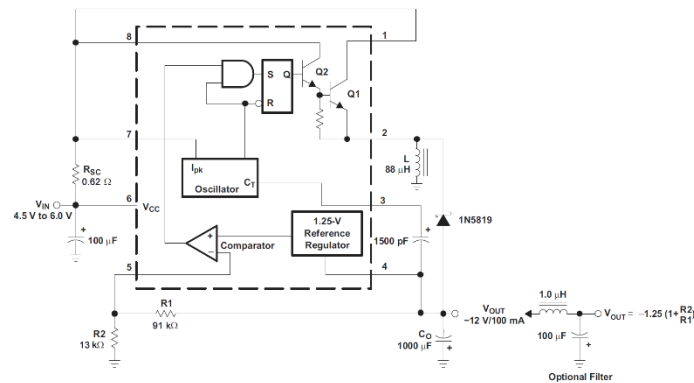 8
1
S
Q
Q2
Q1
R
7
2
RSC
0.62 Ω
Ipk
Oscillator
CT
L
88 μH
VIN
4.5 V to 6.0 V
6
VCC
3
+
100 μF
1.25-V
Reference
Regulator
+
−
Comparator
1500 pF
+
1N5819
5
4
R1
91 kΩ
R2
13 kΩ
VOUT
−12 V/100 mA
CO
1000 μF
+
1.0 μH
VOUT = −1.25 (1+ R2
R1)
100 μF
+
Optional Filter